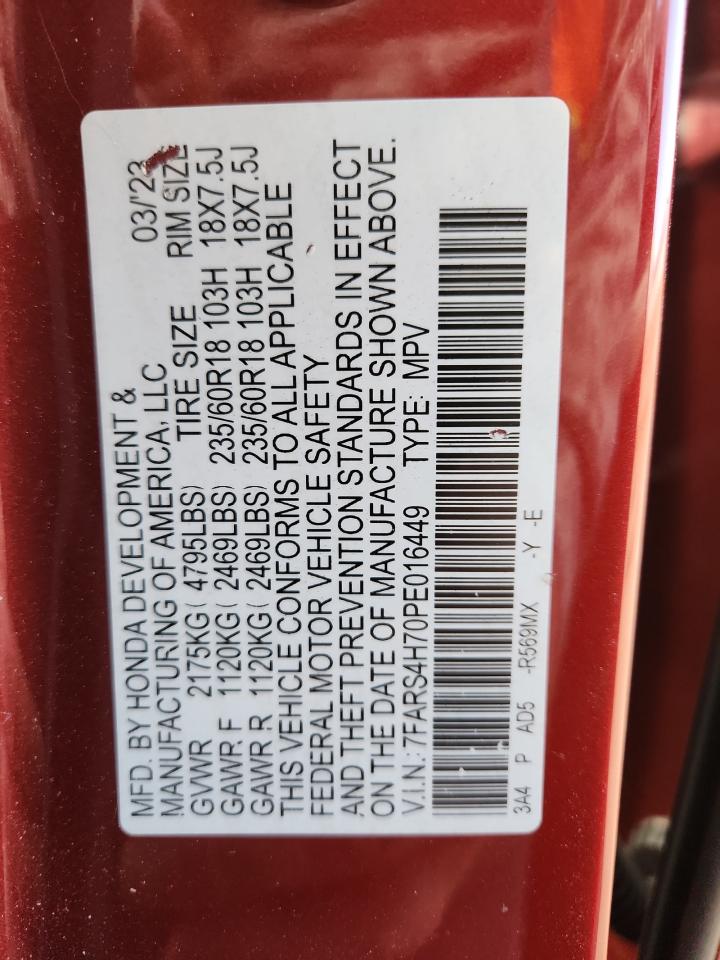 MFD. BY HONDA DEVELOPMENT & 03/'23
MANUFACTURING OF AMERICA, LLC
TIRE SIZE RIM SIZE
GVWR 2175KG( 4795LBS)
GAWR F 1120KG( 2469LBS) 235/60R18 103H 18X7.5J
GAWR R 1120KG( 2469LBS) 235/60R18 103H 18X7.5J
THIS VEHICLE CONFORMS TO ALL APPLICABLE
FEDERAL MOTOR VEHICLE SAFETY
AND THEFT PREVENTION STANDARDS IN EFFECT
ON THE DATE OF MANUFACTURE SHOWN ABOVE.
V.I.N.: 7FARS4H70PE016449 TYPE: MPV
3A4 P AD5 -R569MX -Y -E